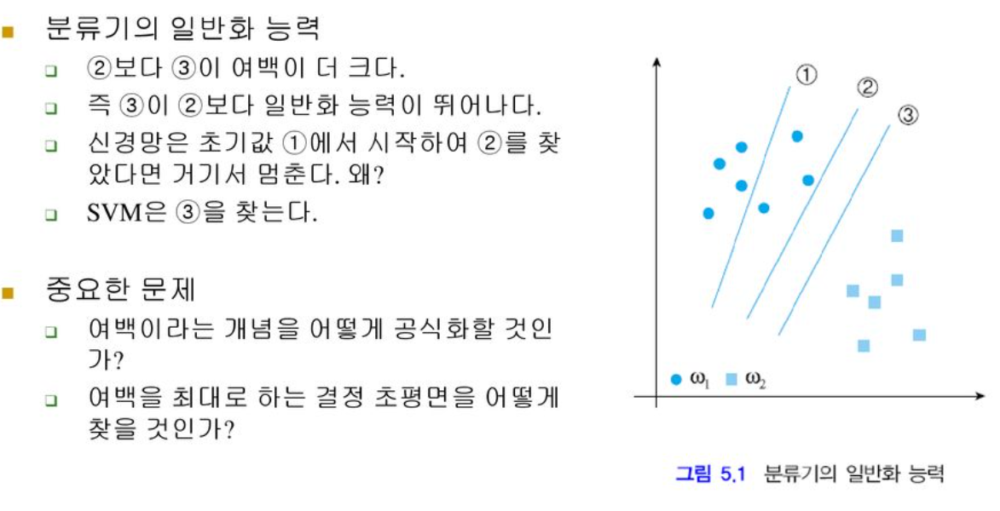 분류기의 일반화 능력
②보다 ③이 여백이 더 크다.
즉 ③이 ②보다 일반화 능력이 뛰어나다.
신경망은 초기값 ①에서 시작하여 ②를 찾
았다면 거기서 멈춘다. 왜?
SVM은 ③을 찾는다.
중요한 문제
여백이라는 개념을 어떻게 공식화할 것인
가?
여백을 최대로 하는 결정 초평면을 어떻게
찾을 것인가?
①
②
③
ω₁ ω₂
그림 5.1 분류기의 일반화 능력